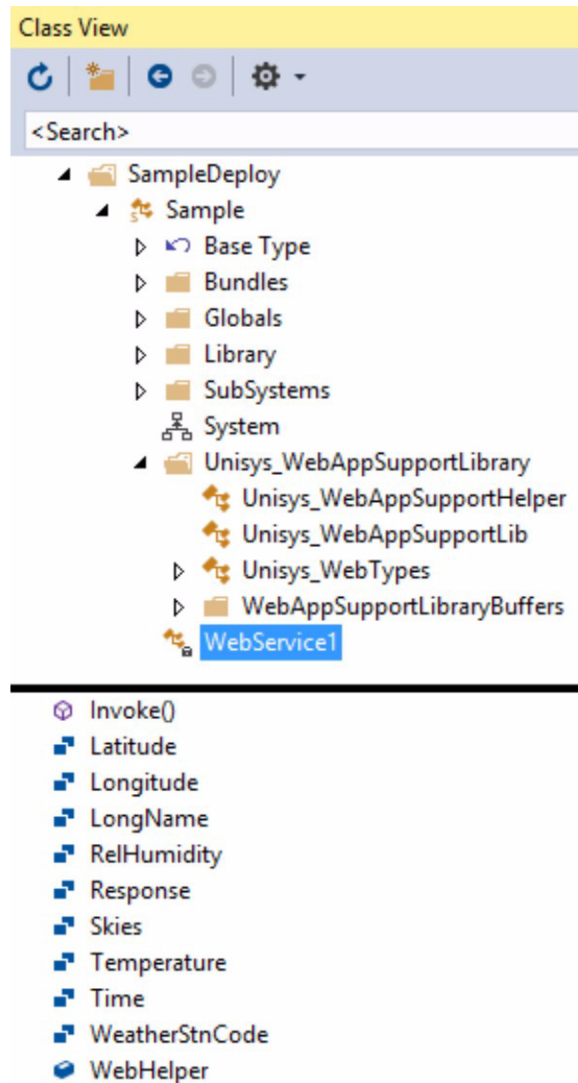 Class View
<Search>
SampleDeploy
Sample
Base Type
Bundles
Globals
Library
SubSystems
System
Unisys_WebAppSupportLibrary
Unisys_WebAppSupportHelper
Unisys_WebAppSupportLib
Unisys_WebTypes
WebAppSupportLibraryBuffers
WebService1
Invoke()
Latitude
Longitude
LongName
RelHumidity
Response
Skies
Temperature
Time
WeatherStnCode
WebHelper